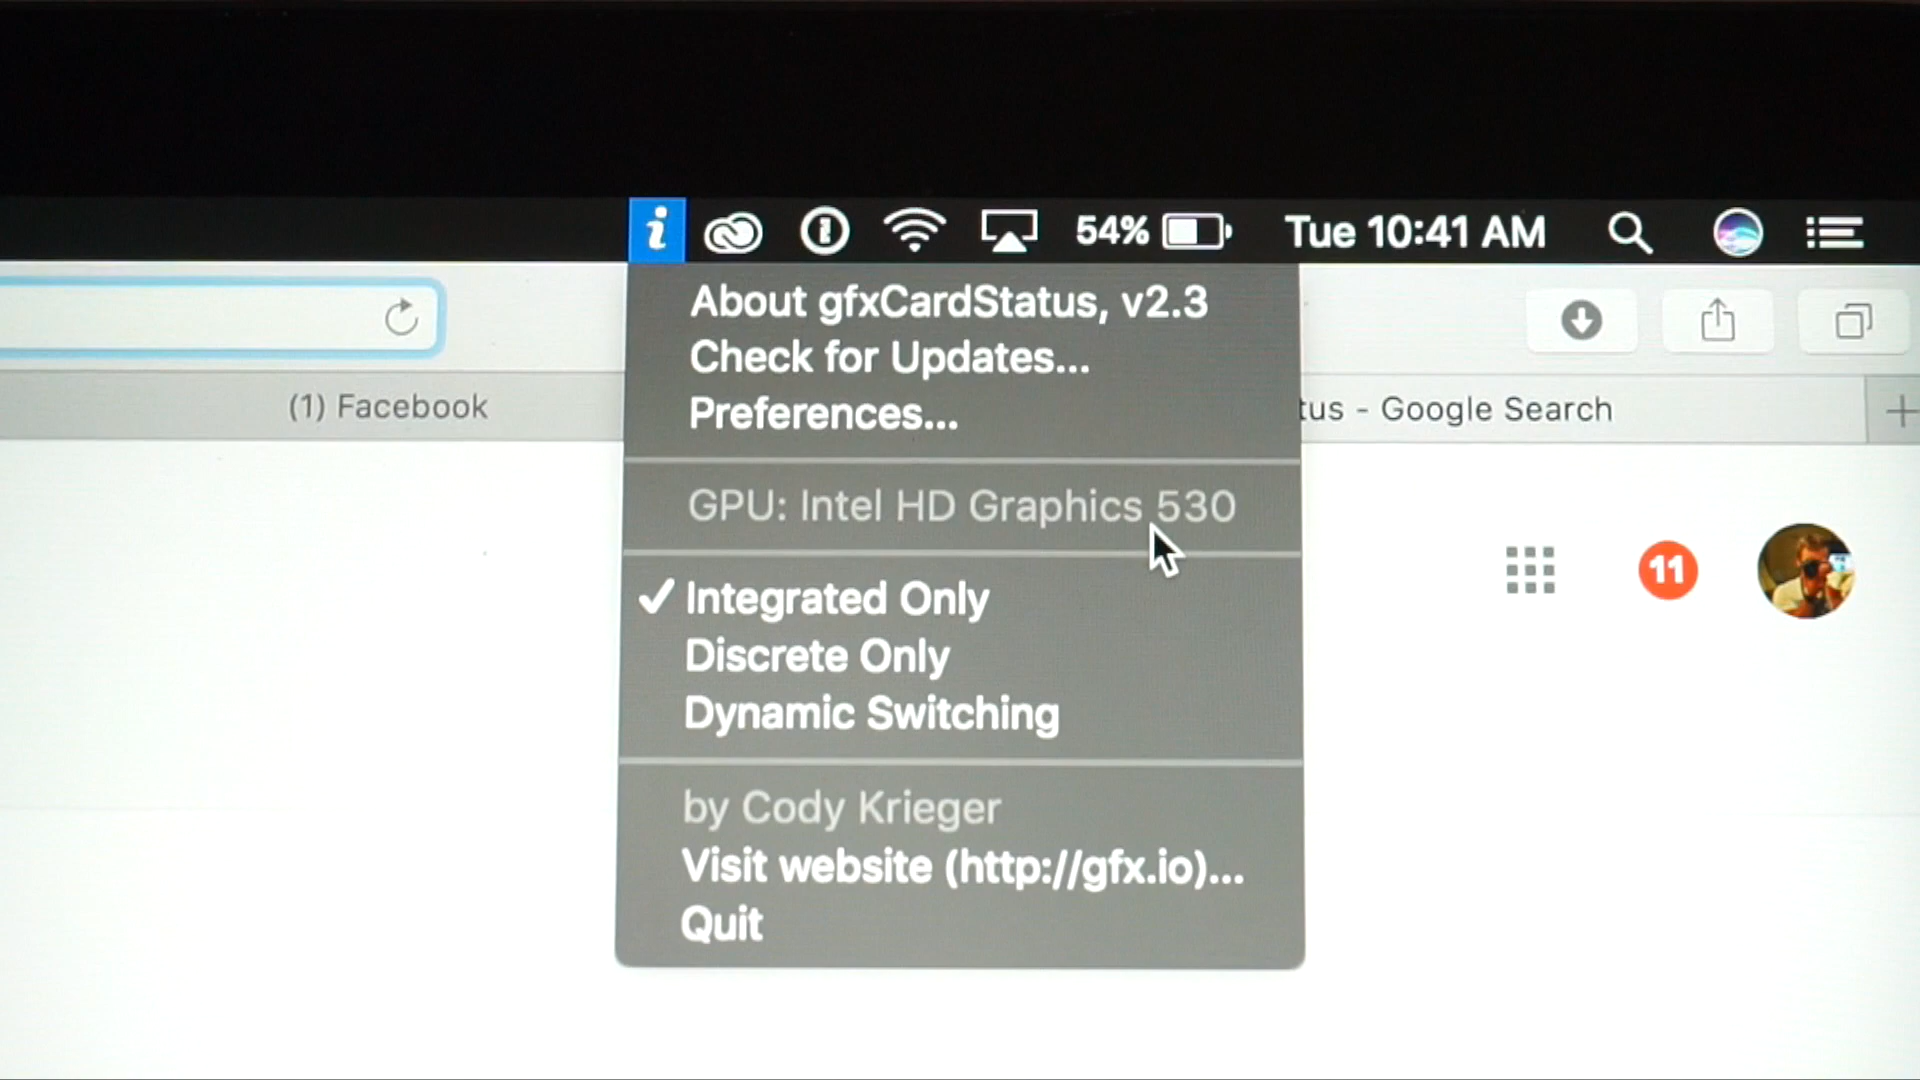 i
54%
Tue 10:41 AM
About gfxCardStatus, v2.3
Check for Updates...
Preferences...
(1) Facebook
tus - Google Search
GPU: Intel HD Graphics 530
11
✓ Integrated Only
Discrete Only
Dynamic Switching
by Cody Krieger
Visit website (http://gfx.io)...
Quit